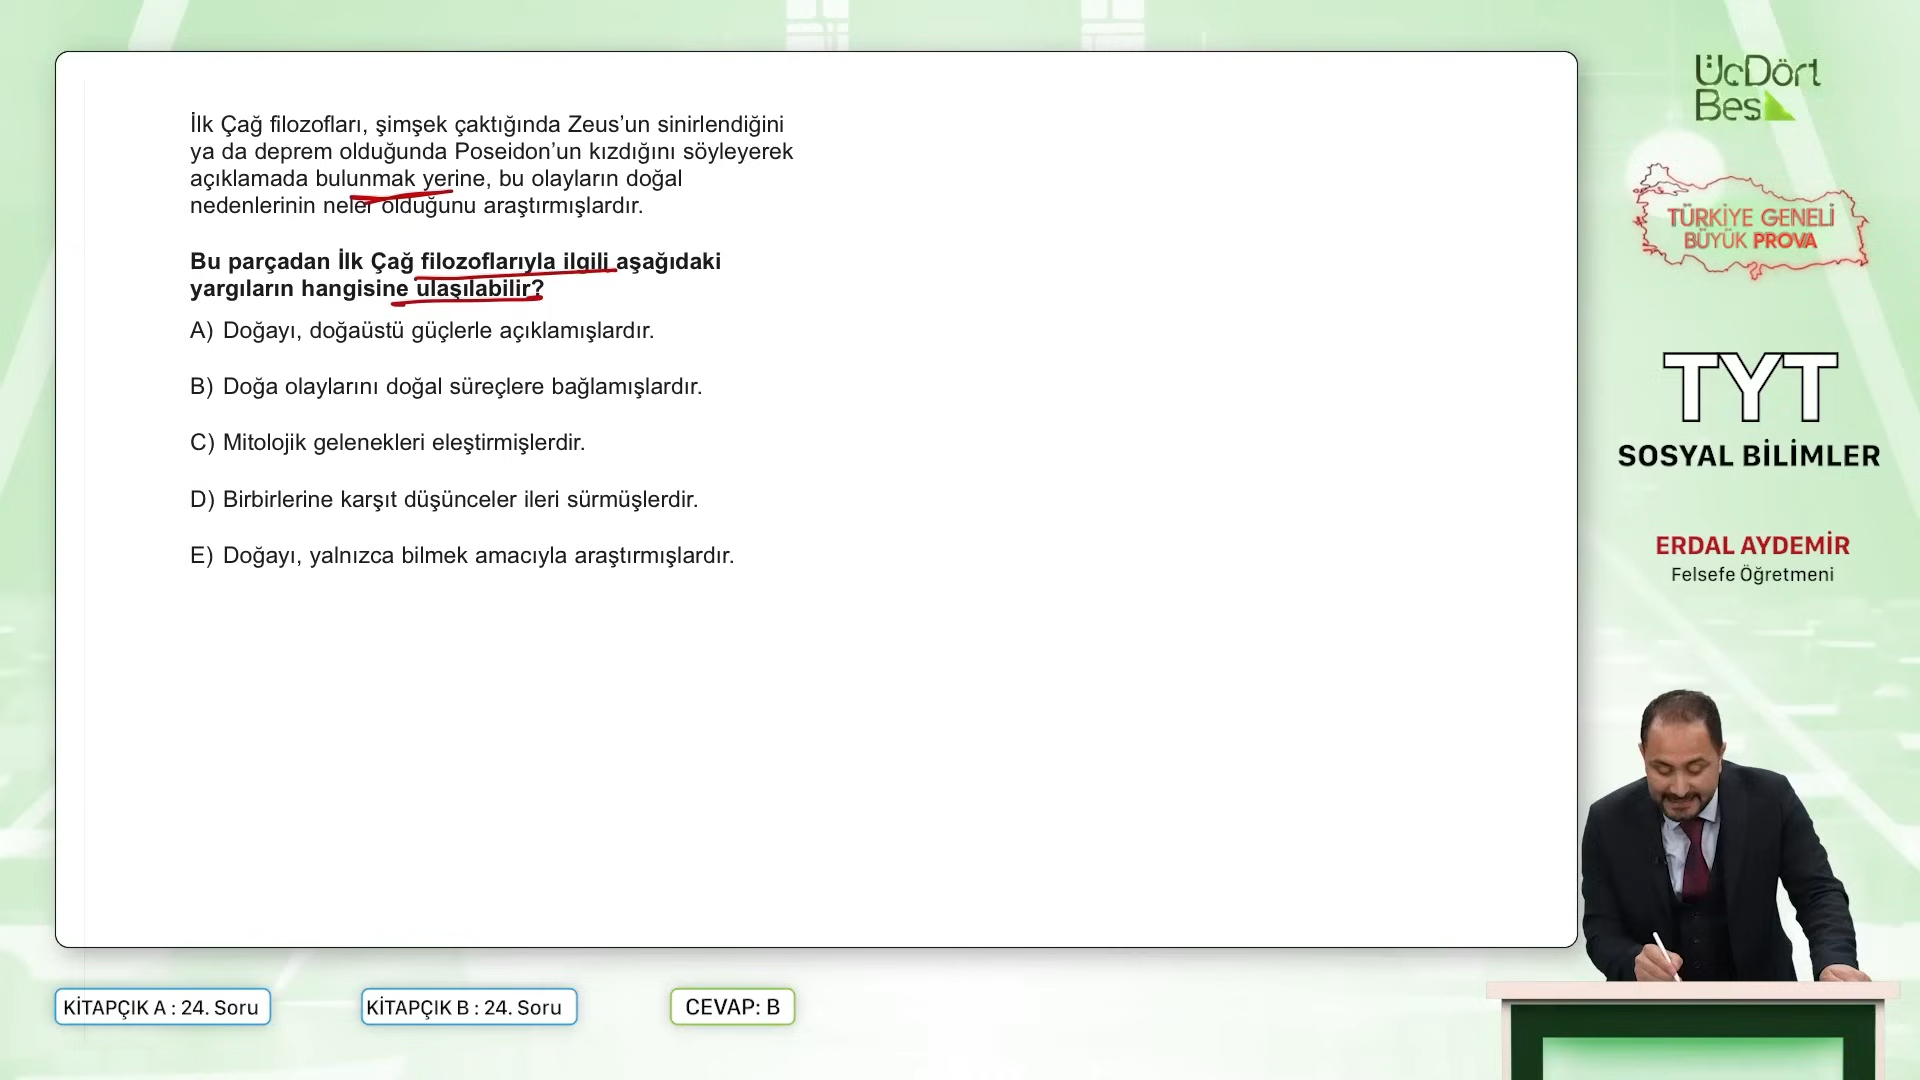 İlk Çağ filozofları, şimşek çaktığında Zeus’un sinirlendiğini
ya da deprem olduğunda Poseidon’un kızdığını söyleyerek
açıklamada bulunmak yerine, bu olayların doğal
nedenlerinin neler olduğunu araştırmışlardır.
Bu parçadan İlk Çağ filozoflarıyla ilgili aşağıdaki
yargıların hangisine ulaşılabilir?
A) Doğayı, doğaüstü güçlerle açıklamışlardır.
B) Doğa olaylarını doğal süreçlere bağlamışlardır.
C) Mitolojik gelenekleri eleştirmişlerdir.
D) Birbirlerine karşıt düşünceler ileri sürmüşlerdir.
E) Doğayı, yalnızca bilmek amacıyla araştırmışlardır.
KİTAPÇIK A : 24. Soru
KİTAPÇIK B : 24. Soru
CEVAP: B
ÜçDört
Beş
TÜRKİYE GENELİ
BÜYÜK PROVA
TYT
SOSYAL BİLİMLER
ERDAL AYDEMİR
Felsefe Öğretmeni